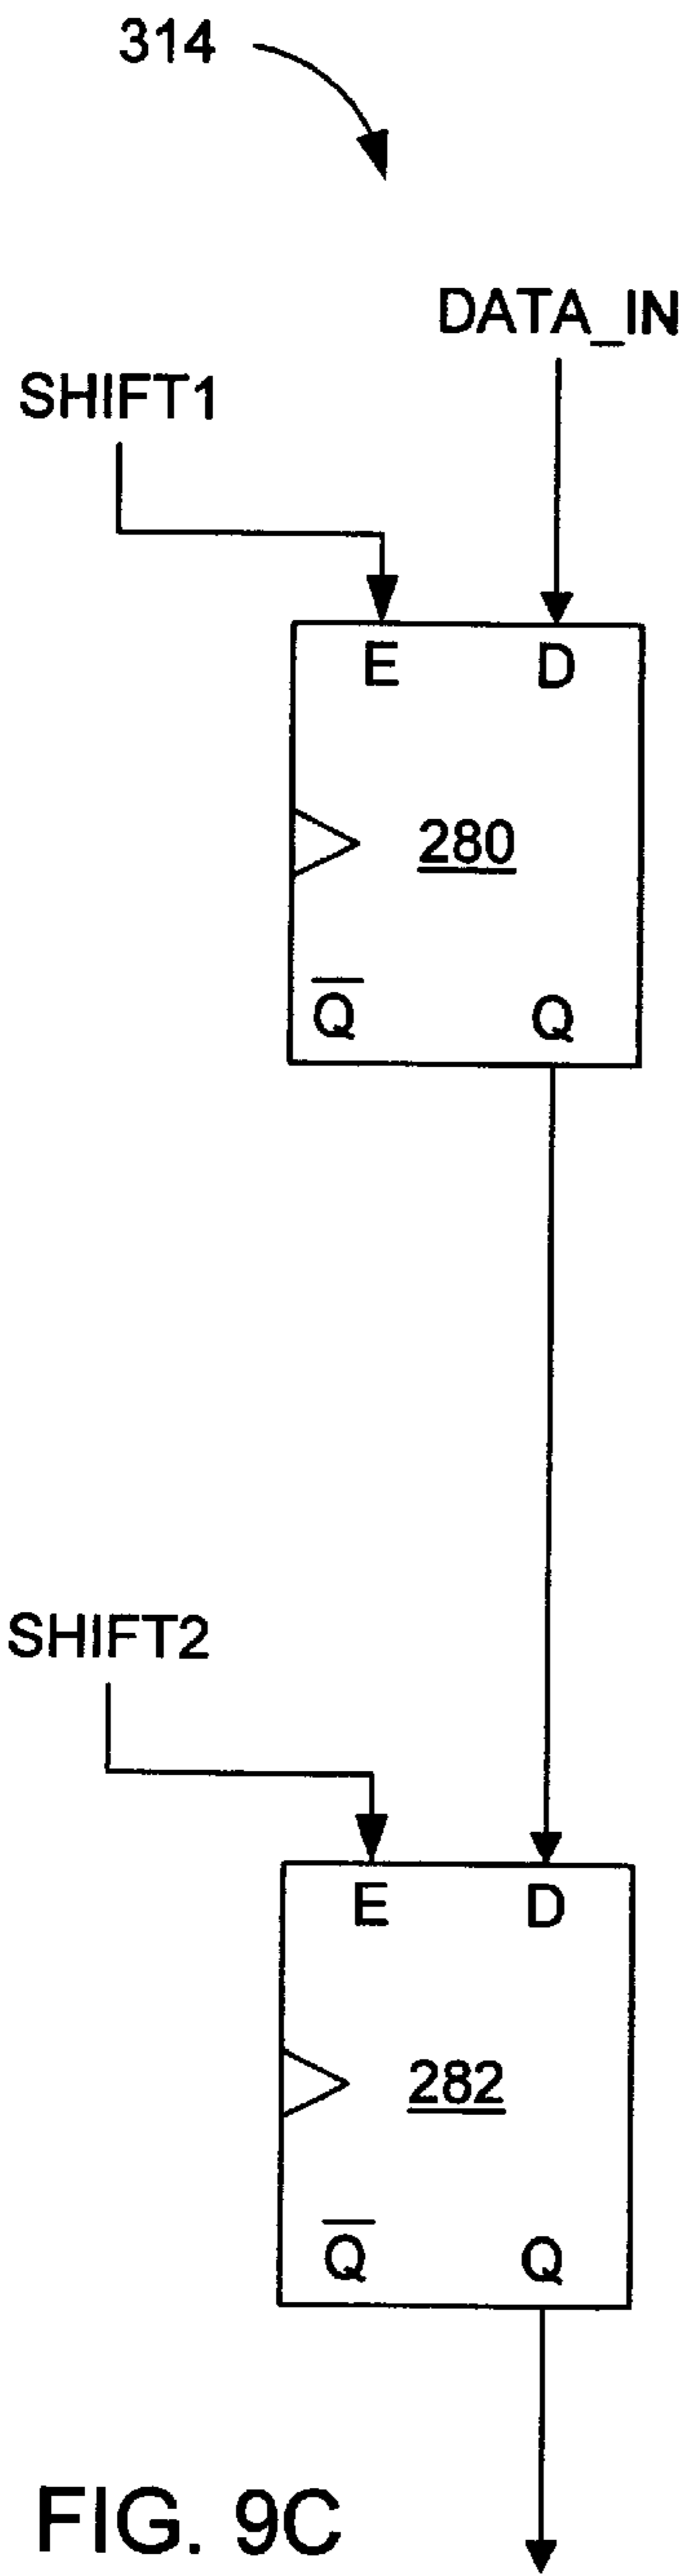 314
DATA_IN
SHIFT1
E D
280
Q̅ Q
SHIFT2
E D
282
Q̅ Q
FIG. 9C